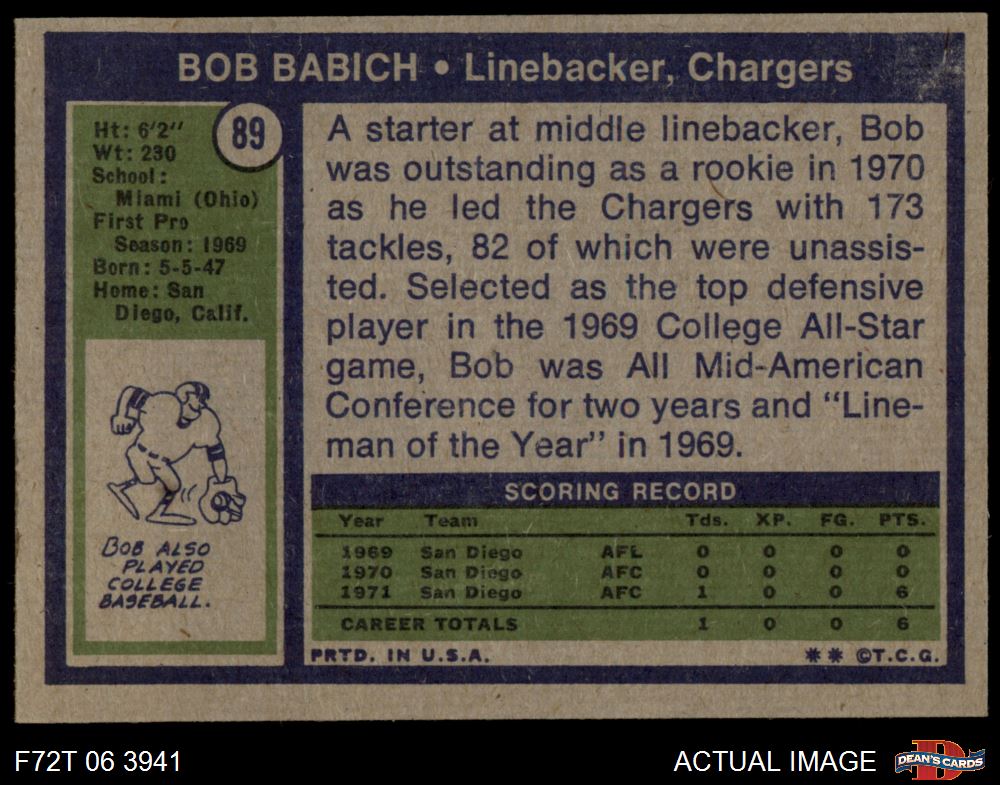 BOB BABICH • Linebacker, Chargers
89
Ht: 6'2"
Wt: 230
School:
Miami (Ohio)
First Pro
Season: 1969
Born: 5-5-47
Home: San
Diego, Calif.
BOB ALSO
PLAYED
COLLEGE
BASEBALL.
A starter at middle linebacker, Bob
was outstanding as a rookie in 1970
as he led the Chargers with 173
tackles, 82 of which were unassis-
ted. Selected as the top defensive
player in the 1969 College All-Star
game, Bob was All Mid-American
Conference for two years and "Line-
man of the Year" in 1969.
SCORING RECORD
Year Team Tds. XP. FG. PTS.
1969 San Diego AFL 0 0 0 0
1970 San Diego AFC 0 0 0 0
1971 San Diego AFC 1 0 0 6
CAREER TOTALS 1 0 0 6
PRTD. IN U.S.A. ** ©T.C.G.
F72T 06 3941 ACTUAL IMAGE D DEAN'S CARDS